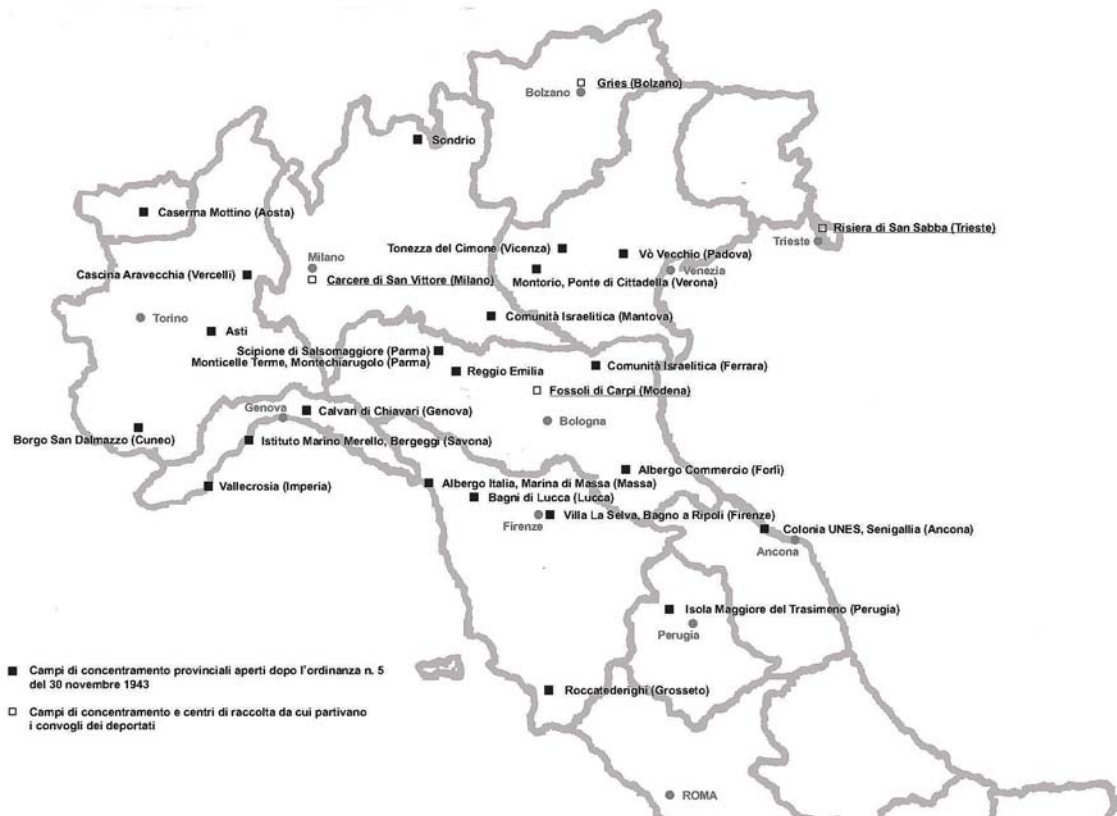 Gries (Bolzano)
Bolzano
Sondrio
Caserma Mottino (Aosta)
Risiera di San Sabba (Trieste)
Trieste
Tonezza del Cimone (Vicenza)
Vò Vecchio (Padova)
Milano
Venezia
Cascina Aravecchia (Vercelli)
Carcere di San Vittore (Milano)
Montorio, Ponte di Cittadella (Verona)
Torino
Comunità Israelitica (Mantova)
Asti
Scipione di Salsomaggiore (Parma)
Monticelle Terme, Montechiarugolo (Parma)
Reggio Emilia
Comunità Israelitica (Ferrara)
Fossoli di Carpi (Modena)
Genova
Calvari di Chiavari (Genova)
Bologna
Borgo San Dalmazzo (Cuneo)
Istituto Marino Merello, Bergeggi (Savona)
Albergo Commercio (Forlì)
Vallecrosia (Imperia)
Albergo Italia, Marina di Massa (Massa)
Bagni di Lucca (Lucca)
Firenze
Villa La Selva, Bagno a Ripoli (Firenze)
Colonia UNES, Senigallia (Ancona)
Ancona
Isola Maggiore del Trasimeno (Perugia)
Perugia
Campi di concentramento provinciali aperti dopo l'ordinanza n. 5
del 30 novembre 1943
Roccatederighi (Grosseto)
Campi di concentramento e centri di raccolta da cui partivano
i convogli dei deportati
ROMA